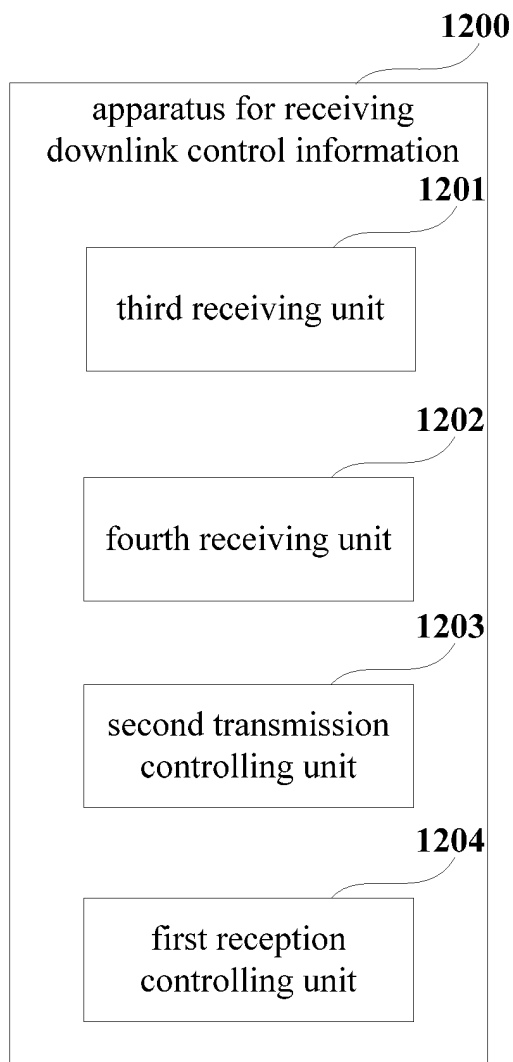 1200
apparatus for receiving
downlink control information
1201
third receiving unit
1202
fourth receiving unit
1203
second transmission
controlling unit
1204
first reception
controlling unit